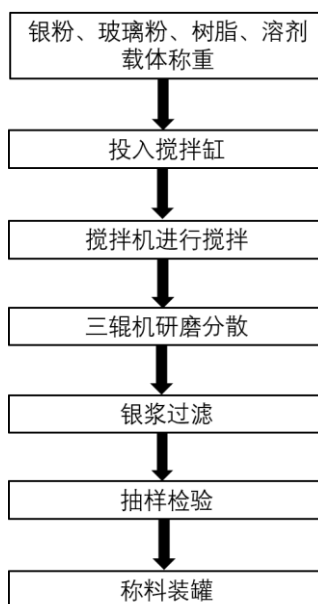 银粉、玻璃粉、树脂、溶剂
载体称重
投入搅拌缸
搅拌机进行搅拌
三辊机研磨分散
银浆过滤
抽样检验
称料装罐